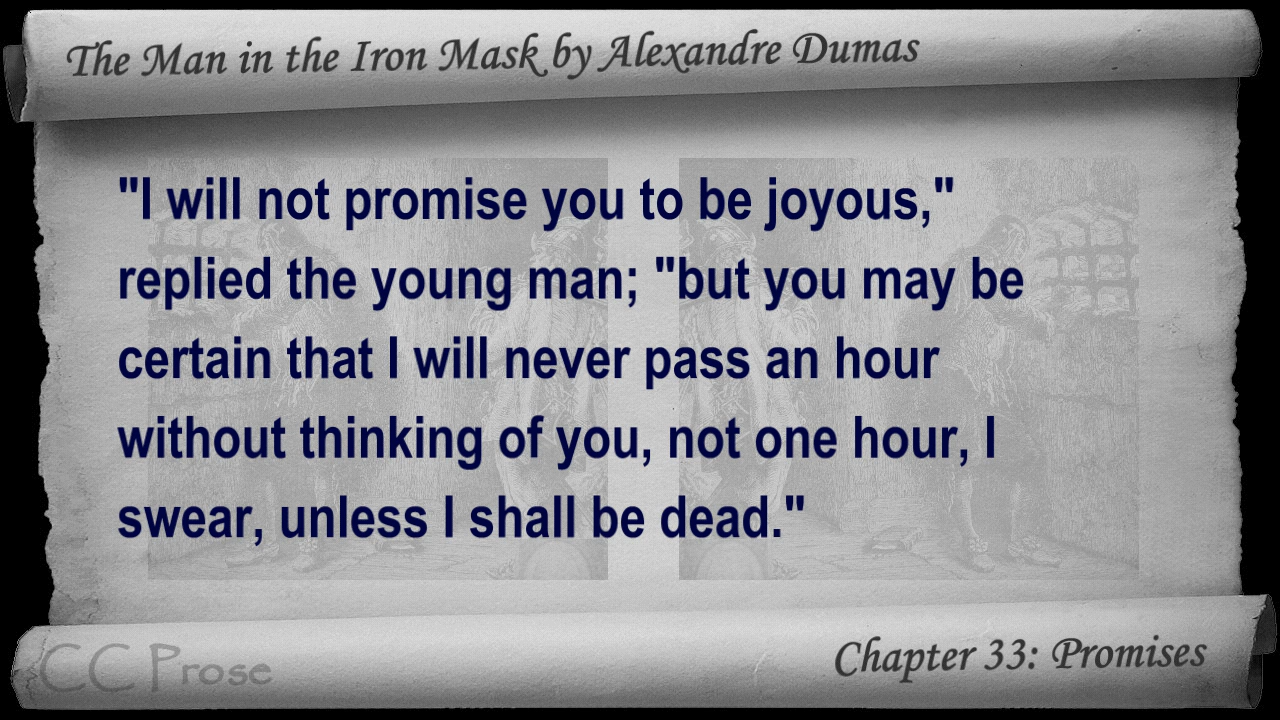 The Man in the Iron Mask by Alexandre Dumas
"I will not promise you to be joyous,"
replied the young man; "but you may be
certain that I will never pass an hour
without thinking of you, not one hour, I
swear, unless I shall be dead."
CC Prose
Chapter 33: Promises